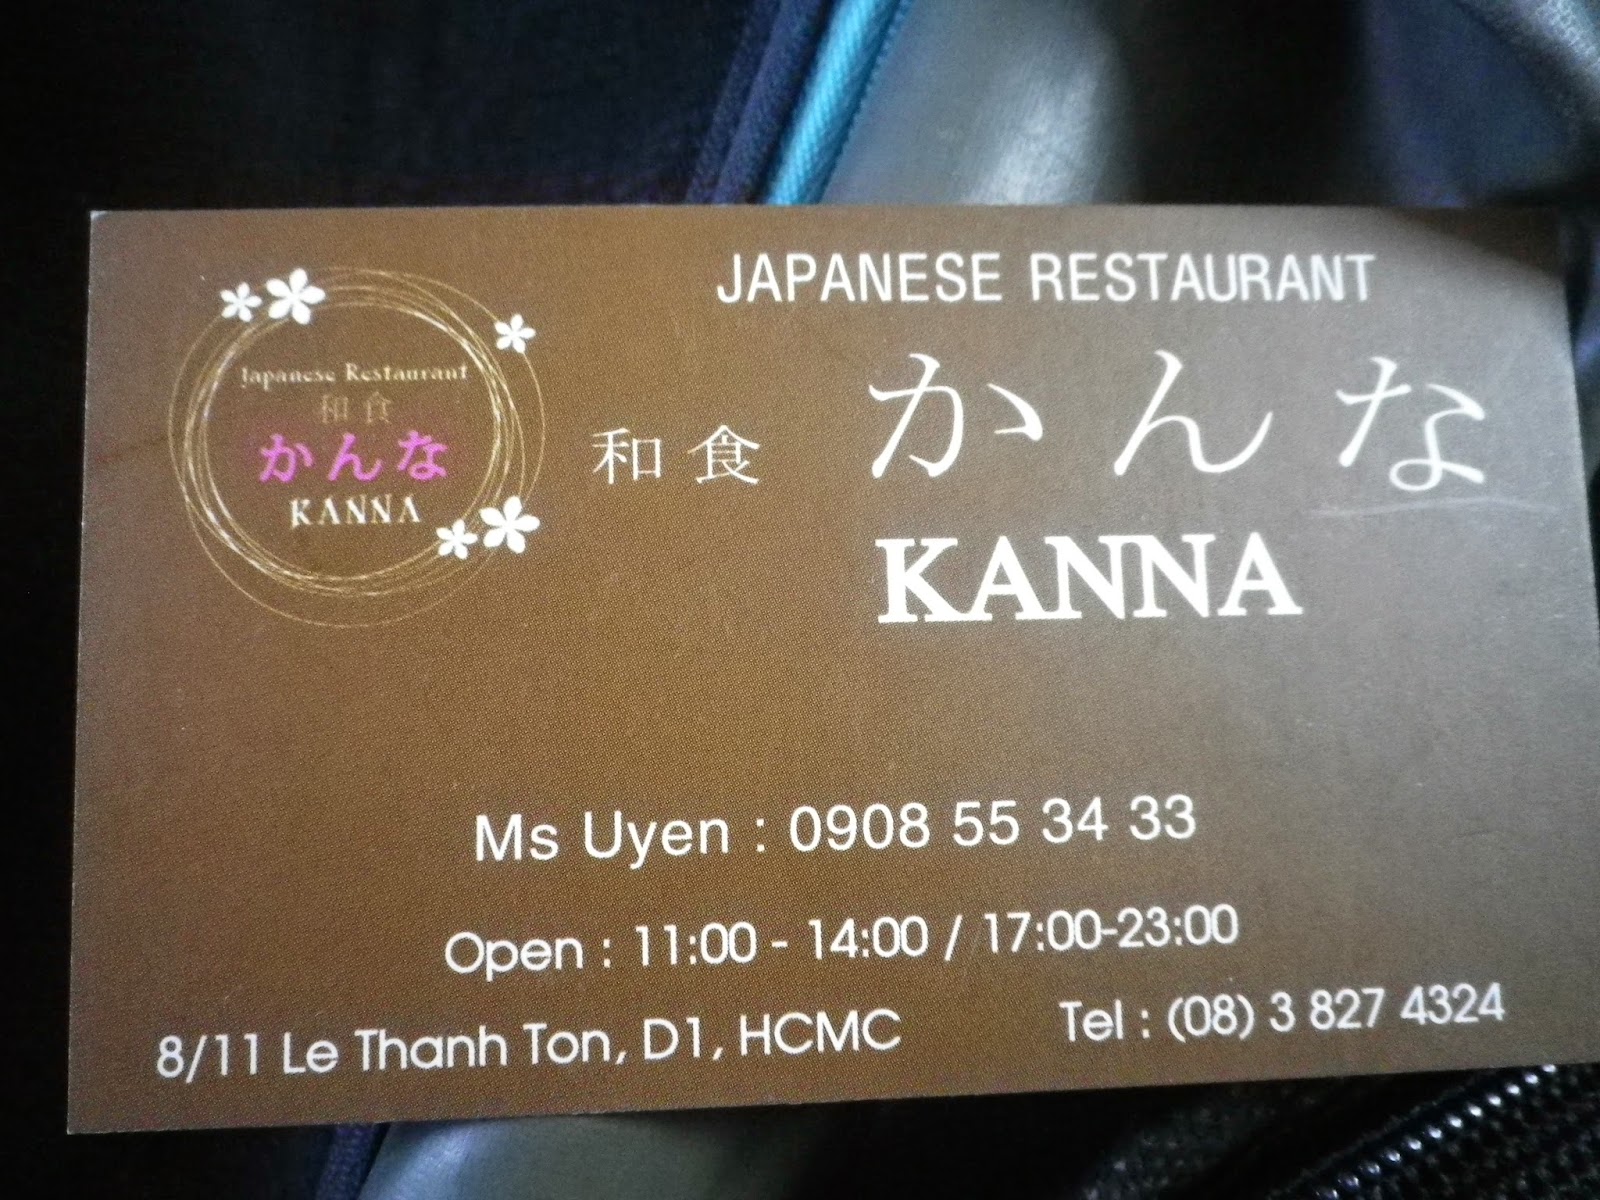 Japanese Restaurant
和食
かんな
KANNA
JAPANESE RESTAURANT
和食 かんな
KANNA
Ms Uyen : 0908 55 34 33
Open : 11:00 - 14:00 / 17:00-23:00
8/11 Le Thanh Ton, D1, HCMC Tel : (08) 3 827 4324